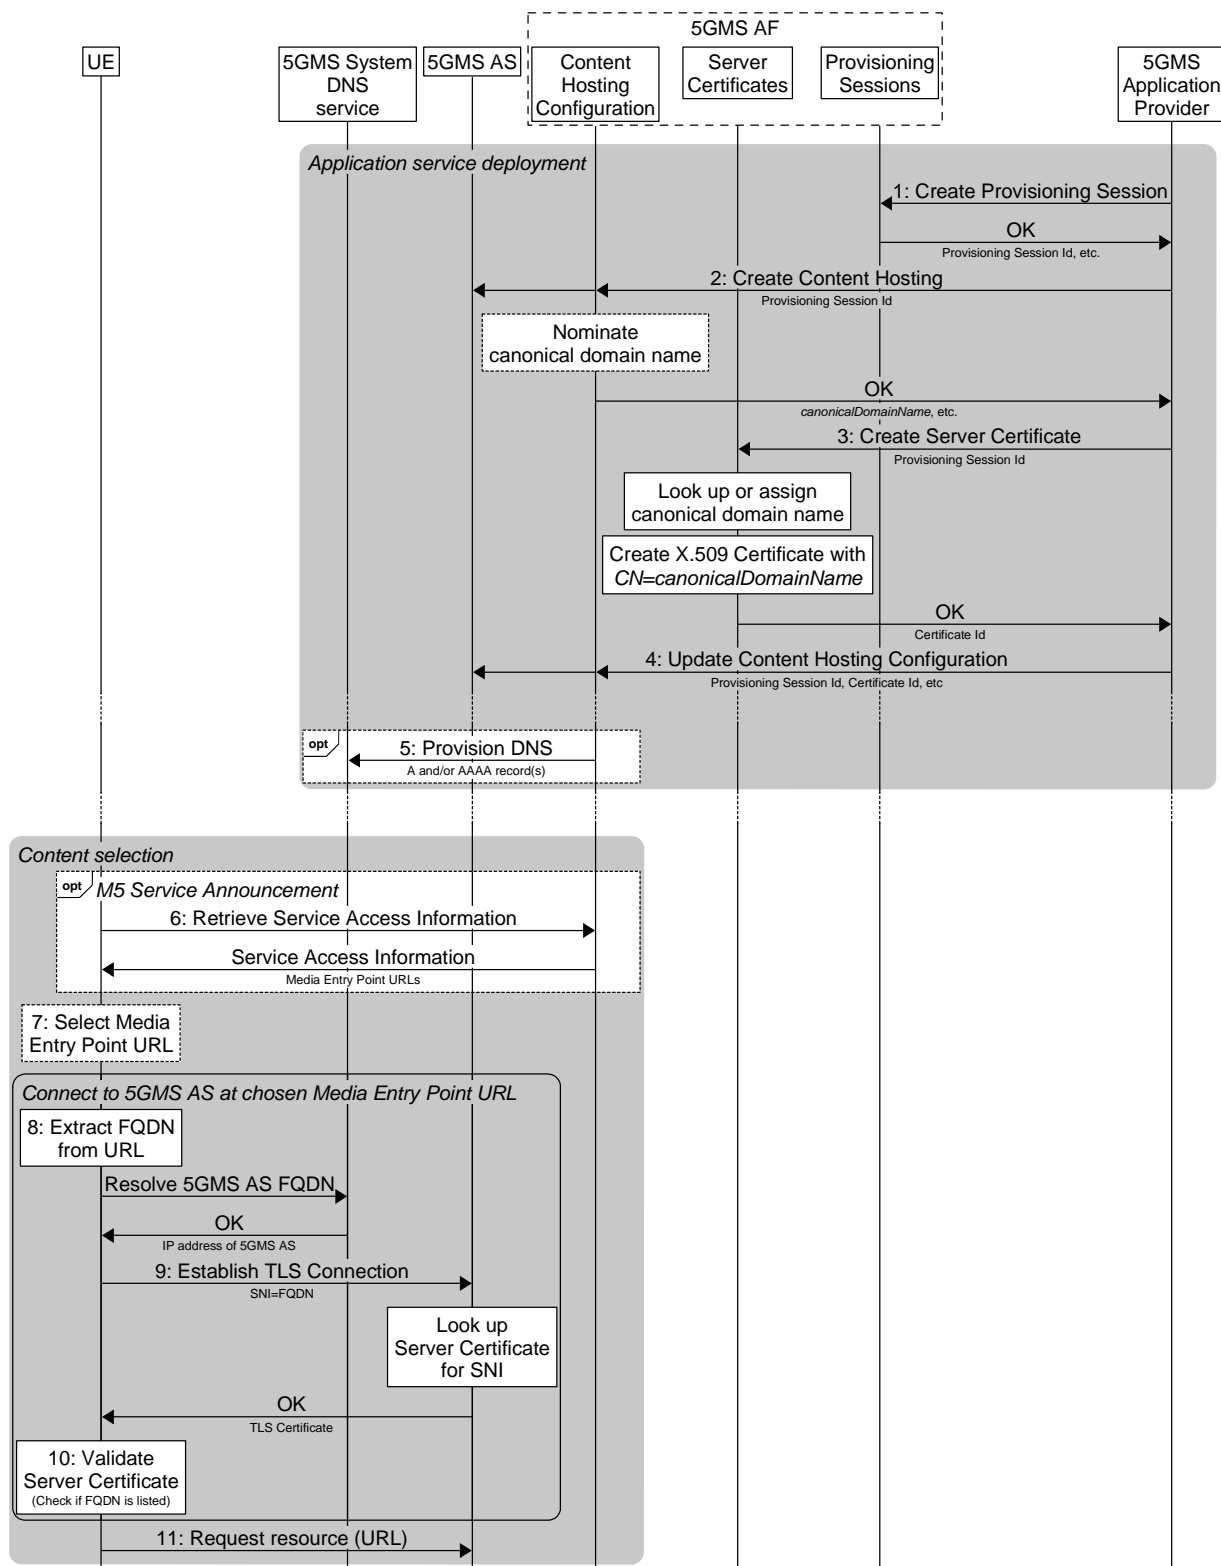 5GMS AF
UE
5GMS System
DNS
service
5GMS AS
Content
Hosting
Configuration
Server
Certificates
Provisioning
Sessions
5GMS
Application
Provider
Application service deployment
1: Create Provisioning Session
OK
Provisioning Session Id, etc.
2: Create Content Hosting
Provisioning Session Id
Nominate
canonical domain name
OK
canonicalDomainName, etc.
3: Create Server Certificate
Provisioning Session Id
Look up or assign
canonical domain name
Create X.509 Certificate with
CN=canonicalDomainName
OK
Certificate Id
4: Update Content Hosting Configuration
Provisioning Session Id, Certificate Id, etc
opt
5: Provision DNS
A and/or AAAA record(s)
Content selection
opt
M5 Service Announcement
6: Retrieve Service Access Information
Service Access Information
Media Entry Point URLs
7: Select Media
Entry Point URL
Connect to 5GMS AS at chosen Media Entry Point URL
8: Extract FQDN
from URL
Resolve 5GMS AS FQDN
OK
IP address of 5GMS AS
9: Establish TLS Connection
SNI=FQDN
Look up
Server Certificate
for SNI
OK
TLS Certificate
10: Validate
Server Certificate
(Check if FQDN is listed)
11: Request resource (URL)